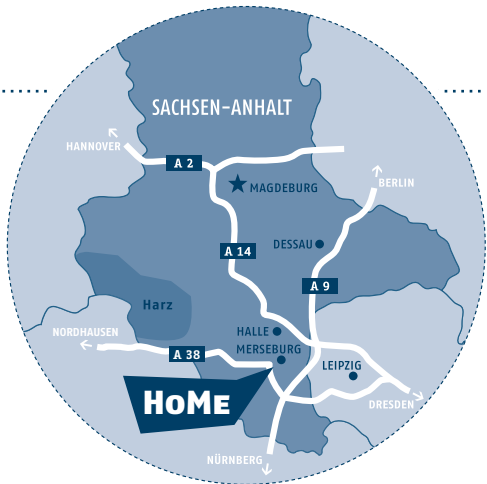 SACHSEN-ANHALT
HANNOVER
A 2
MAGDEBURG
BERLIN
DESSAU
A 14
A 9
Harz
NORDHAUSEN
HALLE
MERSEBURG
A 38
LEIPZIG
HoMe
DRESDEN
NÜRNBERG